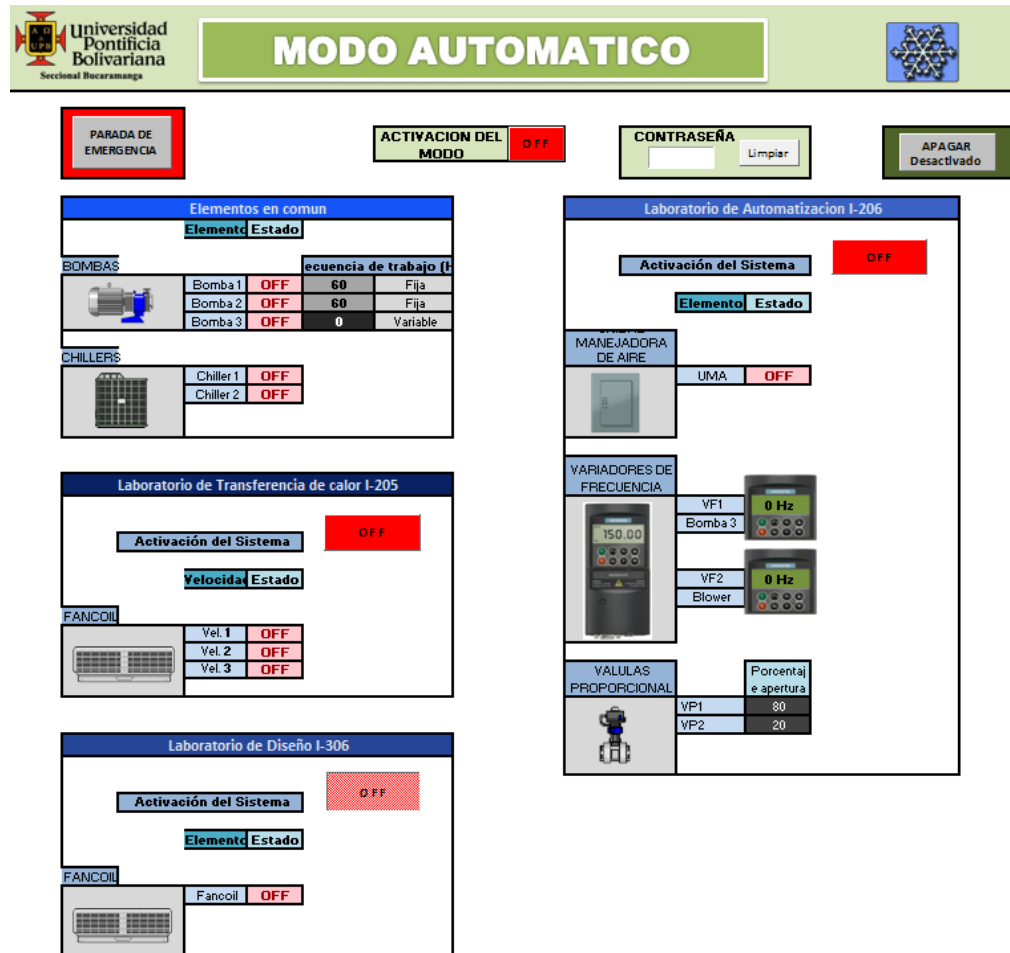 Universidad
Pontificia
Bolivariana
Seccional Bucaramanga
MODO AUTOMATICO
PARADA DE
EMERGENCIA
ACTIVACION DEL
MODO
OFF
CONTRASEÑA
Limpiar
APAGAR
Desactivado
Elementos en comun
Elemento Estado
BOMBAS
ecuencia de trabajo (H
Bomba 1 OFF 60 Fija
Bomba 2 OFF 60 Fija
Bomba 3 OFF 0 Variable
CHILLERS
Chiller 1 OFF
Chiller 2 OFF
Laboratorio de Transferencia de calor I-205
Activación del Sistema
OFF
Velocidad Estado
FANCOIL
Vel. 1 OFF
Vel. 2 OFF
Vel. 3 OFF
Laboratorio de Diseño I-306
Activación del Sistema
OFF
Elemento Estado
FANCOIL
Fancoil OFF
Laboratorio de Automatizacion I-206
Activación del Sistema
OFF
Elemento Estado
MANEJADORA
DE AIRE
UMA OFF
VARIADORES DE
FRECUENCIA
150.00
VF1
Bomba 3
0 Hz
VF2
Blower
0 Hz
VALULAS
PROPORCIONAL
Porcentaj
e apertura
VP1 80
VP2 20